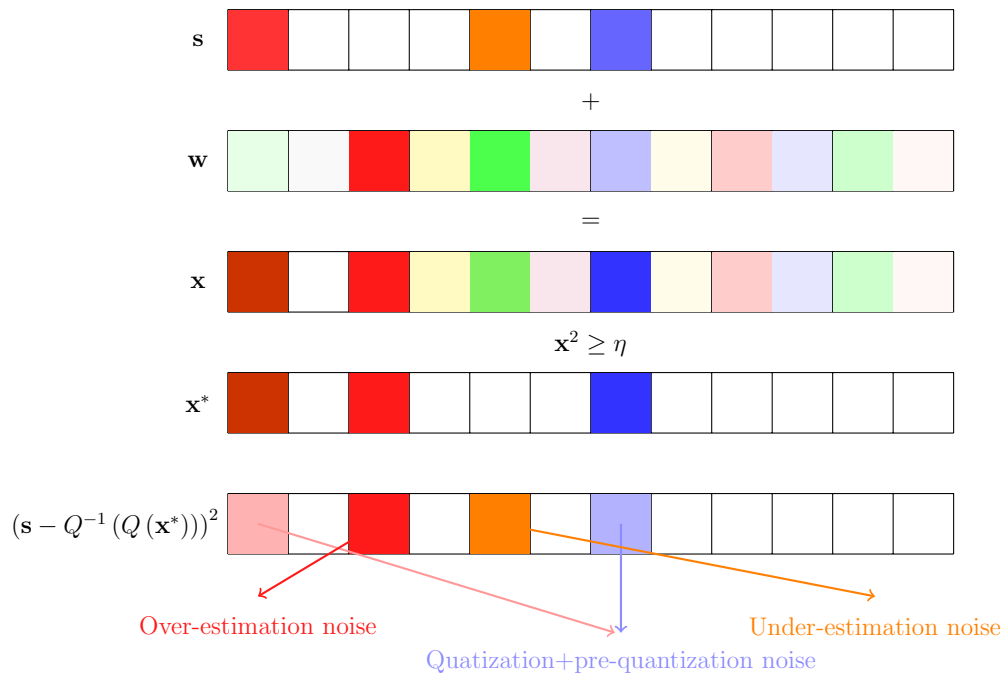 s
+
w
=
x
x² ≥ η
x*
(s − Q⁻¹ (Q (x*)))²
Over-estimation noise
Under-estimation noise
Quatization+pre-quantization noise